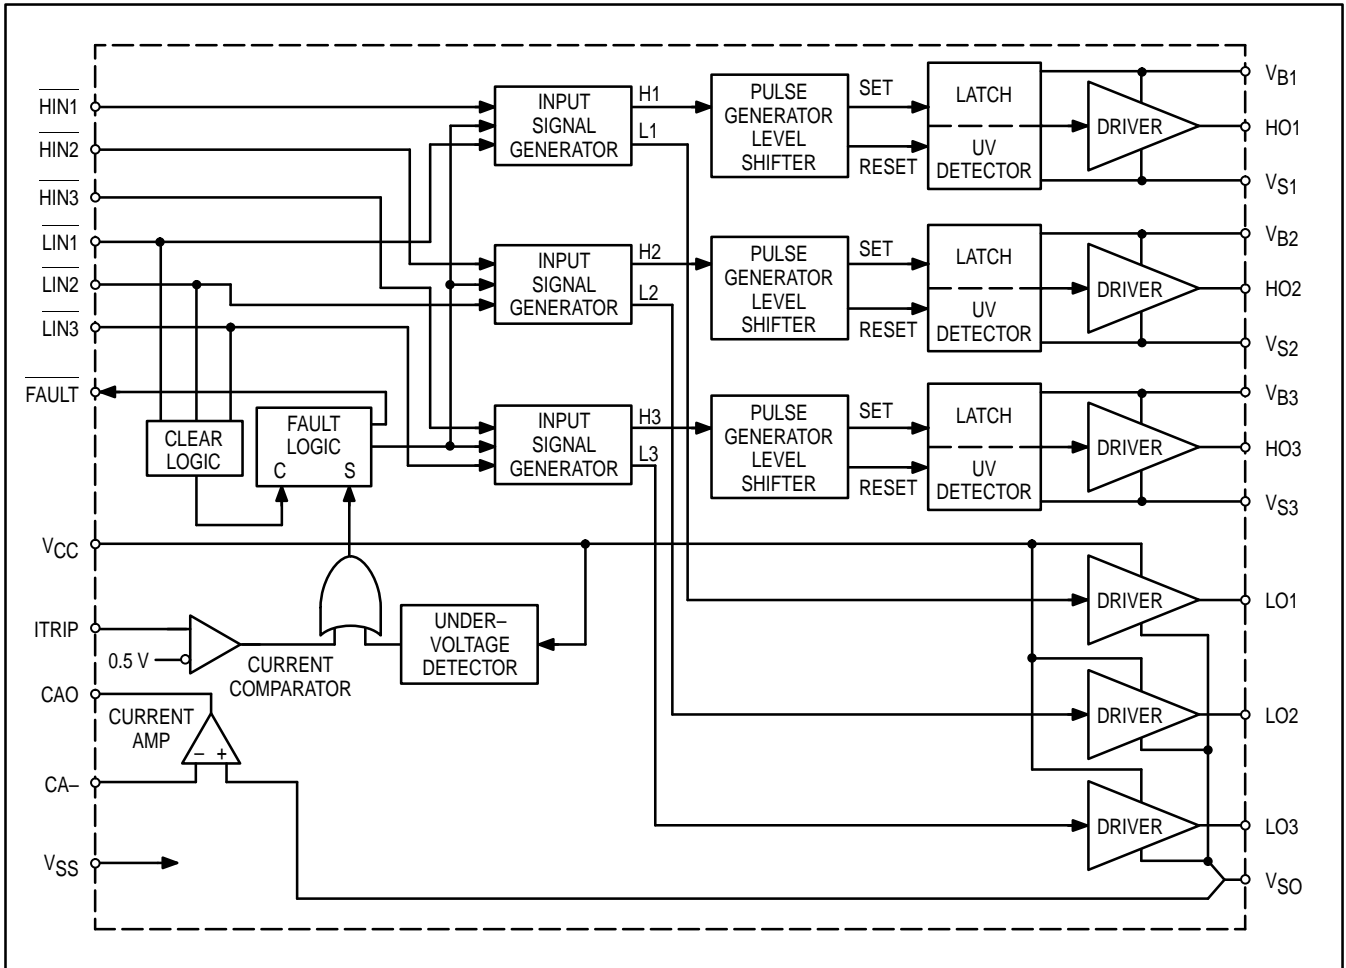 HIN1
HIN2
HIN3
LIN1
LIN2
LIN3
FAULT
VCC
ITRIP
0.5 V
CAO
CA–
VSS
CLEAR
LOGIC
FAULT
LOGIC
C S
CURRENT
COMPARATOR
CURRENT
AMP
– +
UNDER–
VOLTAGE
DETECTOR
INPUT
SIGNAL
GENERATOR
H1
L1
PULSE
GENERATOR
LEVEL
SHIFTER
SET
RESET
LATCH
UV
DETECTOR
DRIVER
VB1
HO1
VS1
INPUT
SIGNAL
GENERATOR
H2
L2
PULSE
GENERATOR
LEVEL
SHIFTER
SET
RESET
LATCH
UV
DETECTOR
DRIVER
VB2
HO2
VS2
INPUT
SIGNAL
GENERATOR
H3
L3
PULSE
GENERATOR
LEVEL
SHIFTER
SET
RESET
LATCH
UV
DETECTOR
DRIVER
VB3
HO3
VS3
DRIVER
LO1
DRIVER
LO2
DRIVER
LO3
VSO